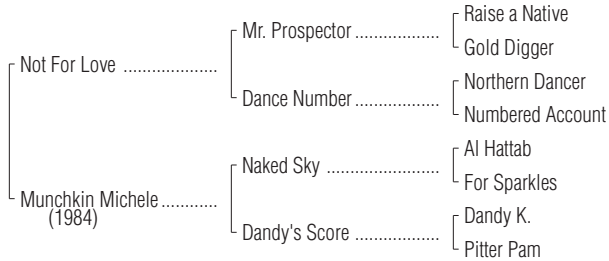 Raise a Native
Mr. Prospector ..................
Gold Digger
Not For Love ....................
Northern Dancer
Dance Number ..................
Numbered Account
Al Hattab
Naked Sky ........................
For Sparkles
Munchkin Michele ............
(1984)
Dandy K.
Dandy's Score ..................
Pitter Pam